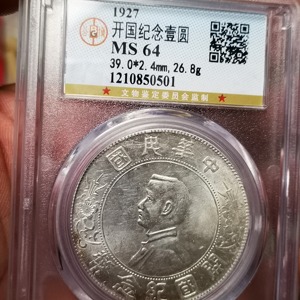 1927
开国纪念壹圆
MS 64
39.0*2.4mm,26.8g
1210850501
★ 文物鉴定委员会监制 ★
國民華中
幣念紀國開